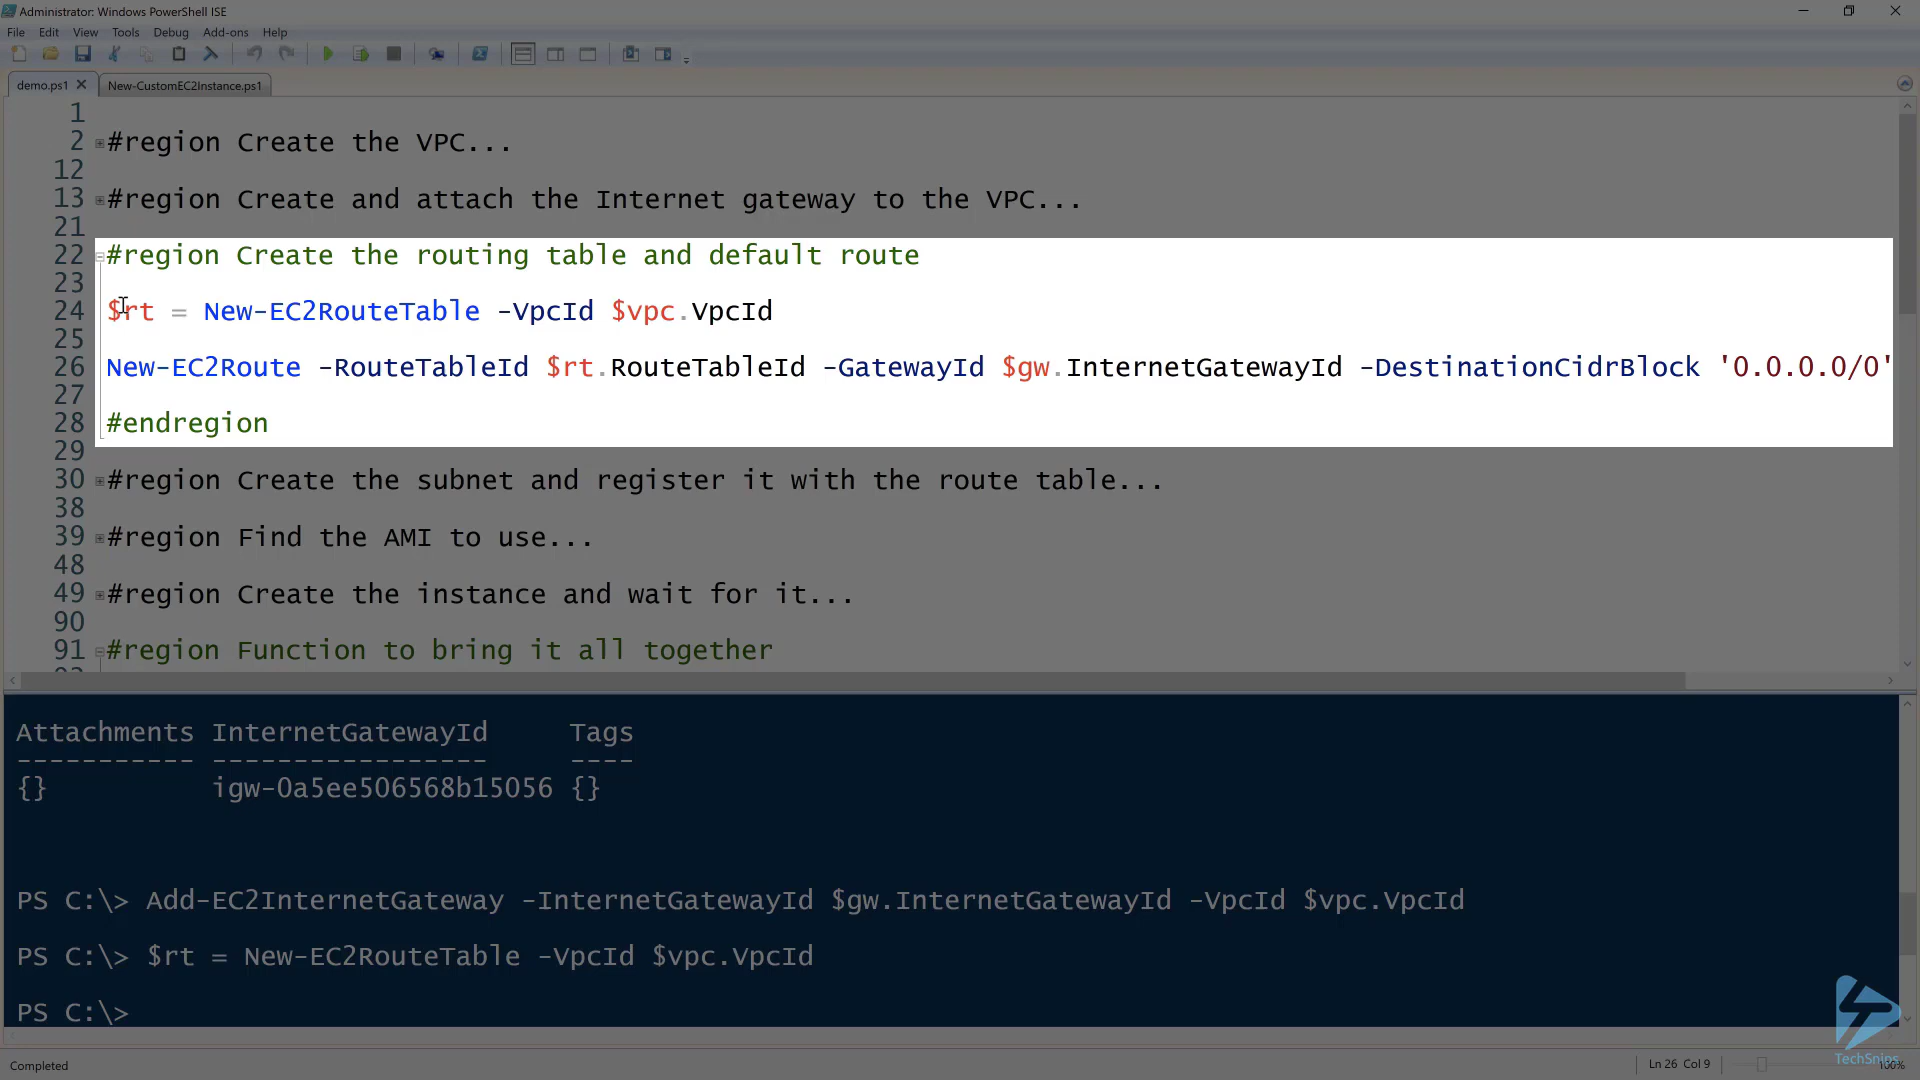 Administrator: Windows PowerShell ISE
File Edit View Tools Debug Add-ons Help
demo.ps1 New-CustomEC2Instance.ps1
1
2 #region Create the VPC...
12
13 #region Create and attach the Internet gateway to the VPC...
21
22 #region Create the routing table and default route
23
24 $rt = New-EC2RouteTable -VpcId $vpc.VpcId
25
26 New-EC2Route -RouteTableId $rt.RouteTableId -GatewayId $gw.InternetGatewayId -DestinationCidrBlock '0.0.0.0/0'
27
28 #endregion
29
30 #region Create the subnet and register it with the route table...
38
39 #region Find the AMI to use...
48
49 #region Create the instance and wait for it...
90
91 #region Function to bring it all together
Attachments InternetGatewayId Tags
----------- ----------------- ----
{} igw-0a5ee506568b15056 {}
PS C:\> Add-EC2InternetGateway -InternetGatewayId $gw.InternetGatewayId -VpcId $vpc.VpcId
PS C:\> $rt = New-EC2RouteTable -VpcId $vpc.VpcId
PS C:\>
TechSnips
Completed Ln 26 Col 9 100%